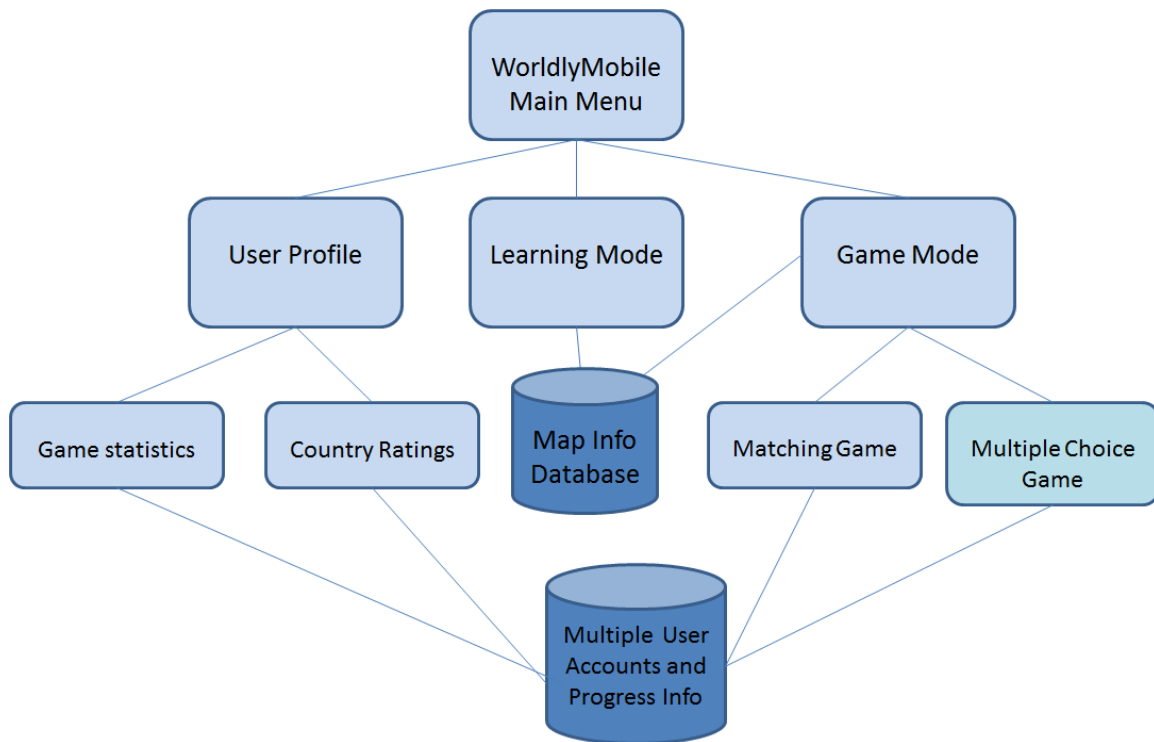 WorldlyMobile
Main Menu
User Profile
Learning Mode
Game Mode
Game statistics
Country Ratings
Map Info
Database
Matching Game
Multiple Choice
Game
Multiple User
Accounts and
Progress Info